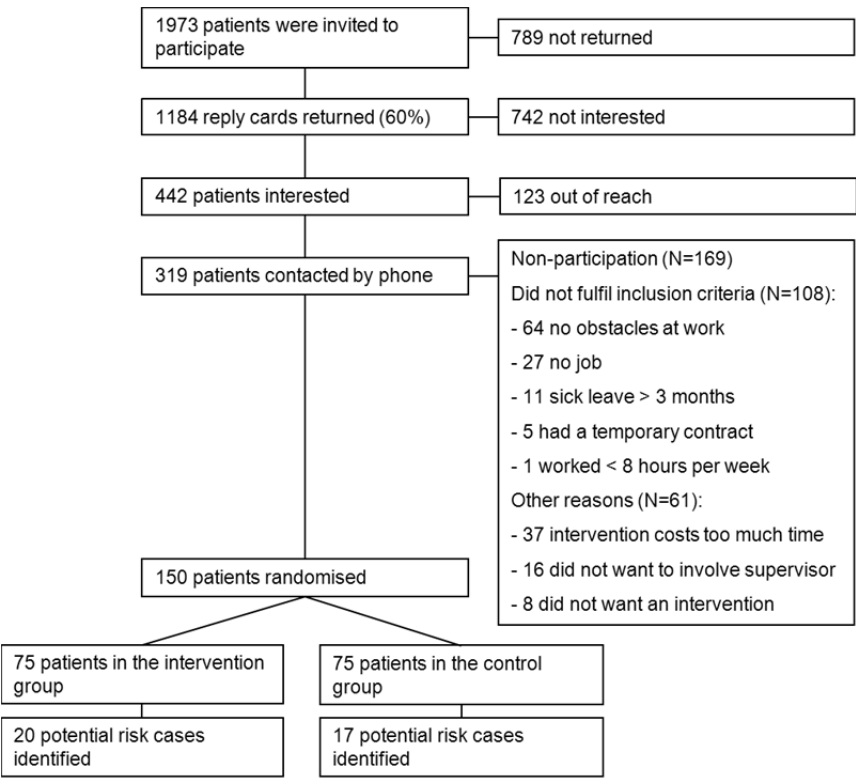 1973 patients were invited to
participate
789 not returned
1184 reply cards returned (60%)
742 not interested
442 patients interested
123 out of reach
319 patients contacted by phone
Non-participation (N=169)
Did not fulfil inclusion criteria (N=108):
- 64 no obstacles at work
- 27 no job
- 11 sick leave > 3 months
- 5 had a temporary contract
- 1 worked < 8 hours per week
Other reasons (N=61):
- 37 intervention costs too much time
- 16 did not want to involve supervisor
- 8 did not want an intervention
150 patients randomised
75 patients in the intervention
group
75 patients in the control
group
20 potential risk cases
identified
17 potential risk cases
identified